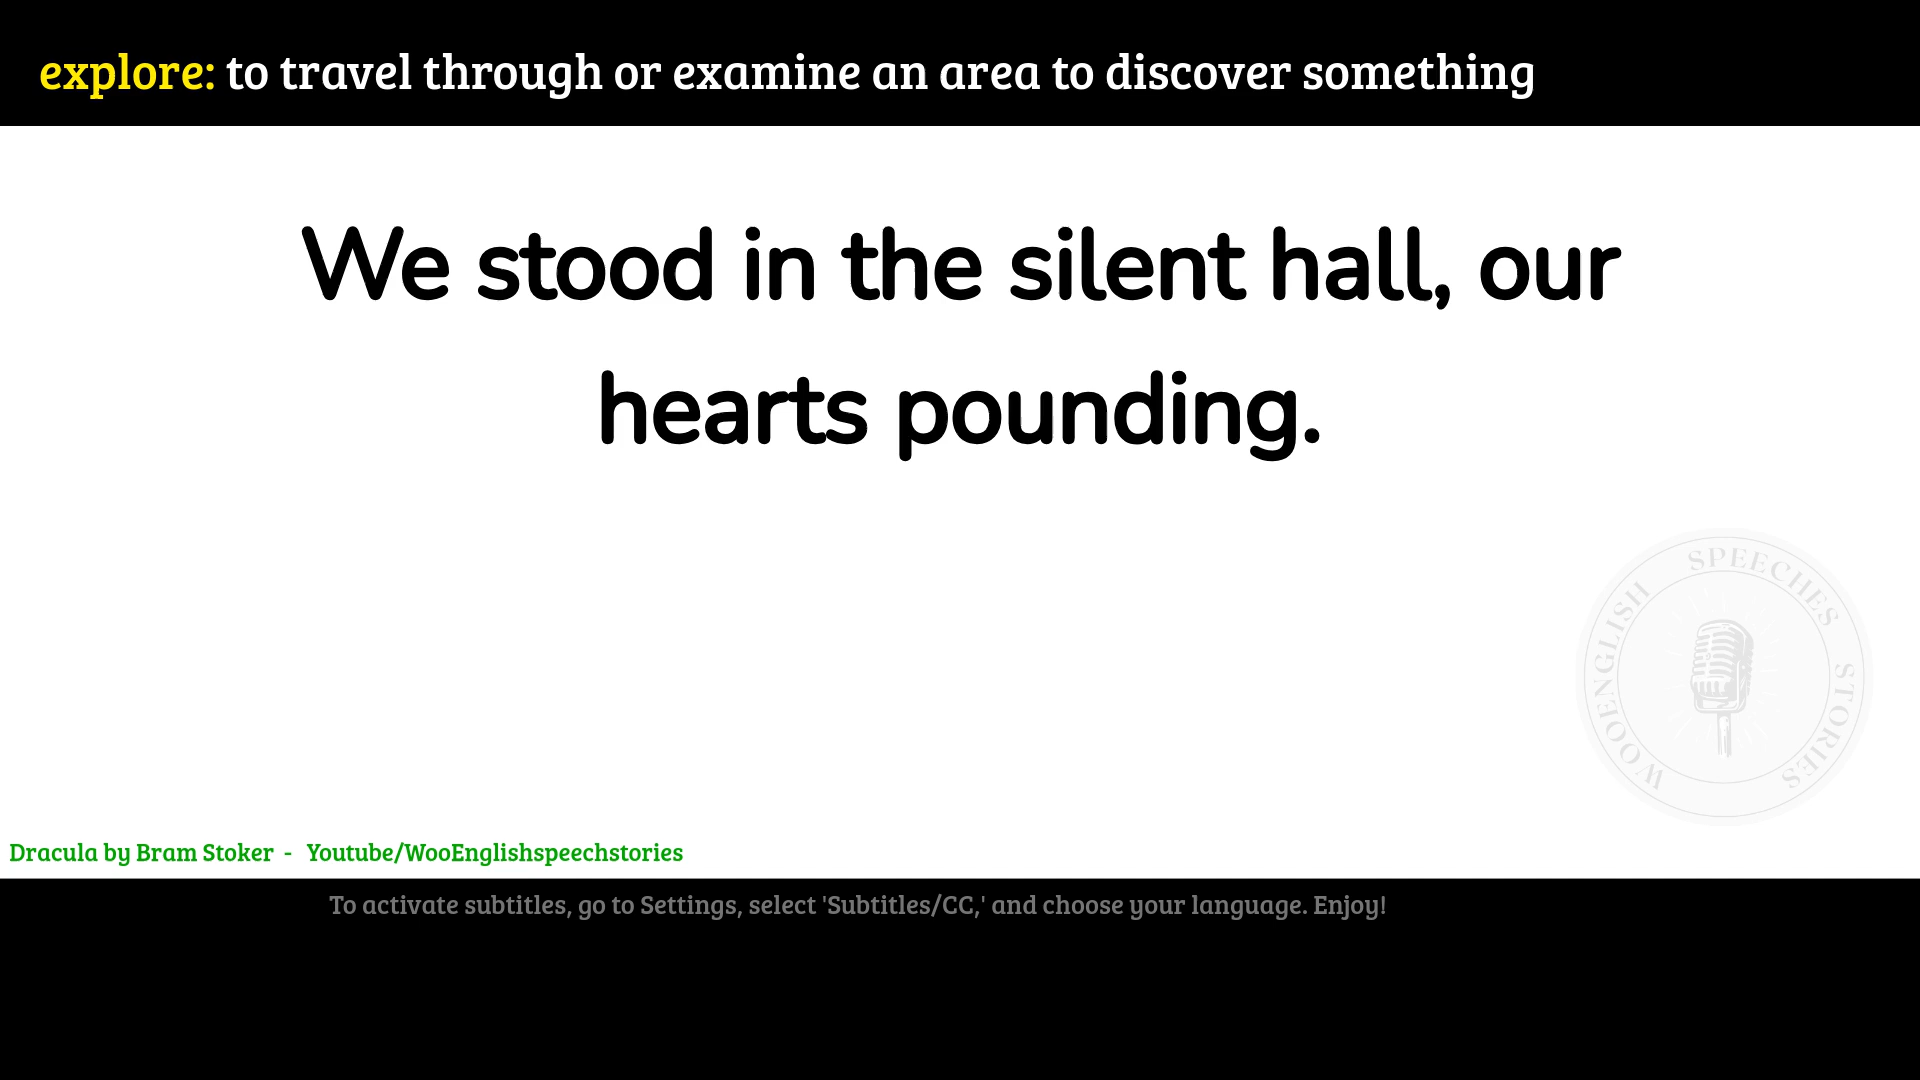 explore: to travel through or examine an area to discover something
We stood in the silent hall, our
hearts pounding.
WOOENGLISH SPEECHES STORIES
Dracula by Bram Stoker - Youtube/WooEnglishspeechstories
To activate subtitles, go to Settings, select 'Subtitles/CC,' and choose your language. Enjoy!